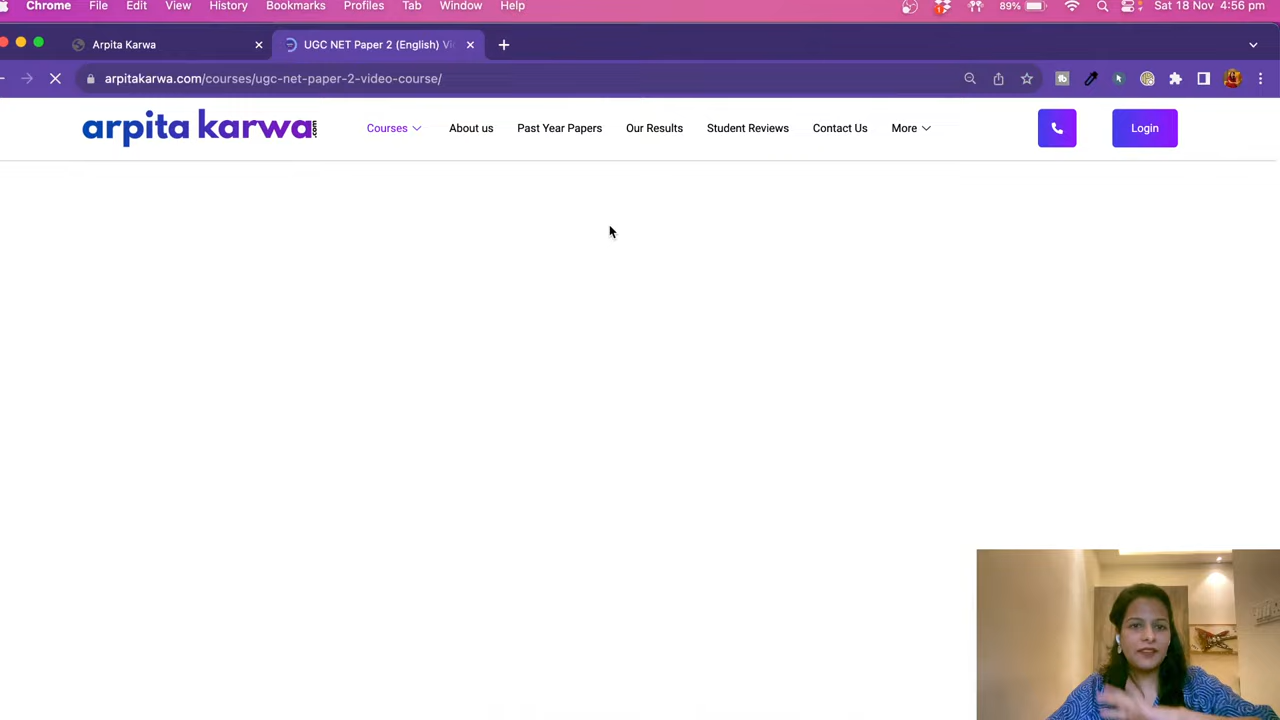 Chrome File Edit View History Bookmarks Profiles Tab Window Help 89% Sat 18 Nov 4:56 pm
Arpita Karwa UGC NET Paper 2 (English) Vi
arpitakarwa.com/courses/ugc-net-paper-2-video-course/
arpita karwa.com Courses About us Past Year Papers Our Results Student Reviews Contact Us More Login